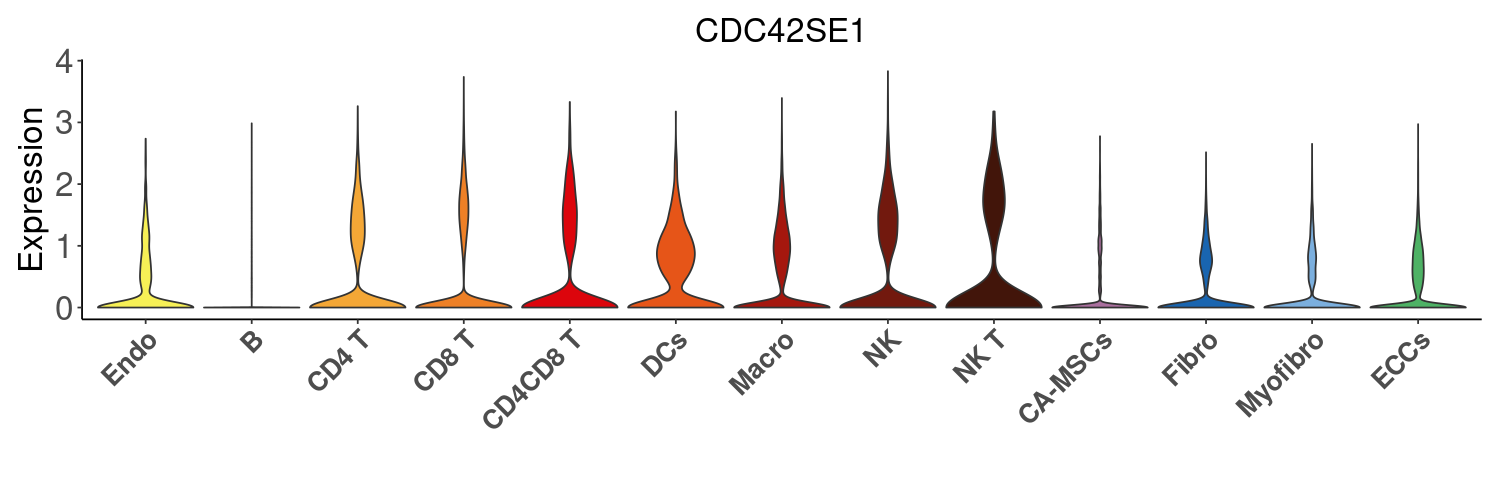 CDC42SE1
Expression
4
3
2
1
0
Endo
B
CD4 T
CD8 T
CD4CD8 T
DCs
Macro
NK
NK T
CA-MSCs
Fibro
Myofibro
ECCs